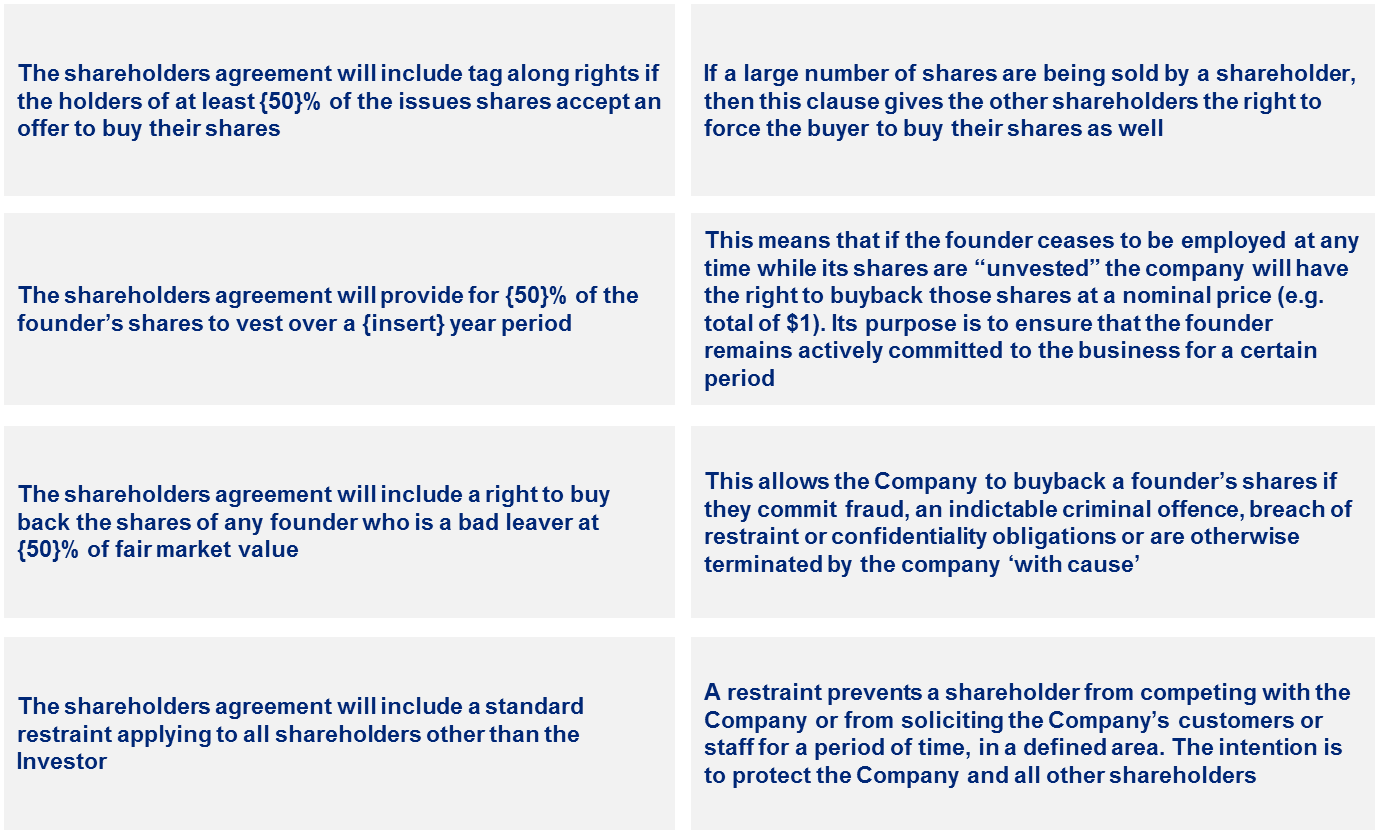 The shareholders agreement will include tag along rights if
the holders of at least {50}% of the issues shares accept an
offer to buy their shares
If a large number of shares are being sold by a shareholder,
then this clause gives the other shareholders the right to
force the buyer to buy their shares as well
The shareholders agreement will provide for {50}% of the
founder’s shares to vest over a {insert} year period
This means that if the founder ceases to be employed at any
time while its shares are “unvested” the company will have
the right to buyback those shares at a nominal price (e.g.
total of $1). Its purpose is to ensure that the founder
remains actively committed to the business for a certain
period
The shareholders agreement will include a right to buy
back the shares of any founder who is a bad leaver at
{50}% of fair market value
This allows the Company to buyback a founder’s shares if
they commit fraud, an indictable criminal offence, breach of
restraint or confidentiality obligations or are otherwise
terminated by the company ‘with cause’
The shareholders agreement will include a standard
restraint applying to all shareholders other than the
Investor
A restraint prevents a shareholder from competing with the
Company or from soliciting the Company’s customers or
staff for a period of time, in a defined area. The intention is
to protect the Company and all other shareholders